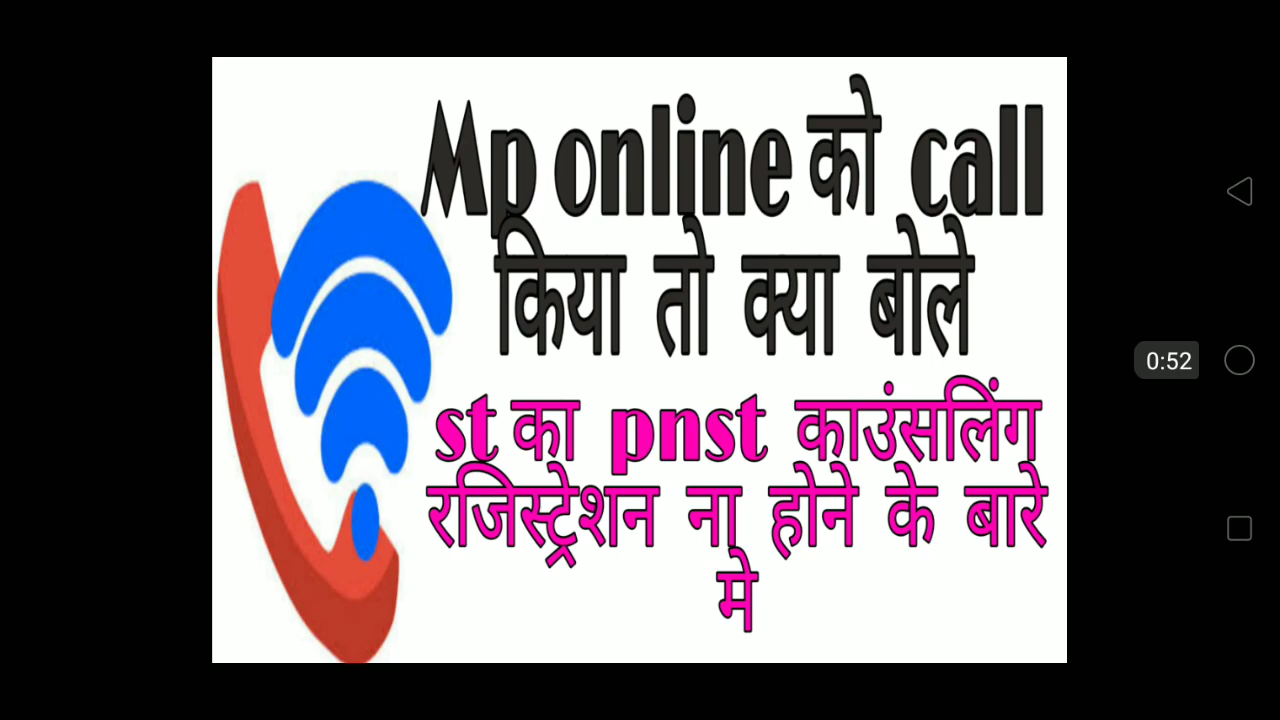 Mp online को call
किया तो क्या बोले
st का pnst काउंसलिंग
रजिस्ट्रेशन ना होने के बारे
मे
0:52